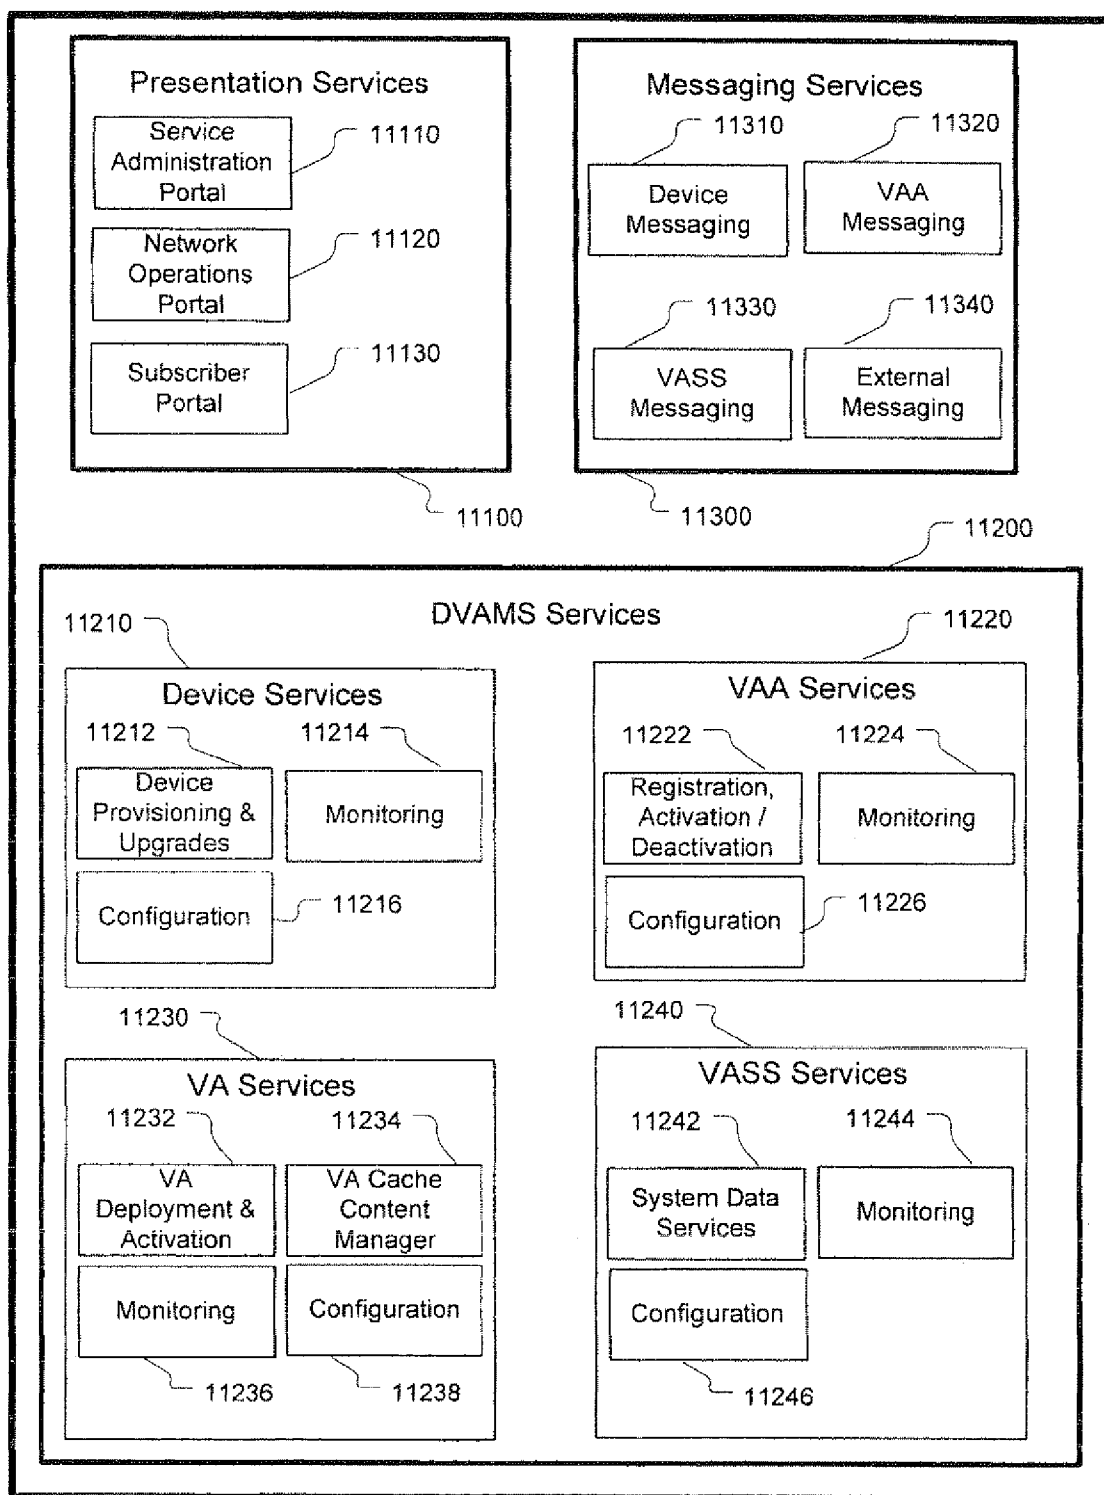 Presentation Services
Service
Administration
Portal
11110
Network
Operations
Portal
11120
Subscriber
Portal
11130
11100
Messaging Services
11310
Device
Messaging
11320
VAA
Messaging
11330
VASS
Messaging
11340
External
Messaging
11300
11200
DVAMS Services
11210
Device Services
11212
Device
Provisioning &
Upgrades
11214
Monitoring
Configuration
11216
11220
VAA Services
11222
Registration,
Activation /
Deactivation
11224
Monitoring
Configuration
11226
11230
VA Services
11232
VA
Deployment &
Activation
11234
VA Cache
Content
Manager
Monitoring
11236
Configuration
11238
11240
VASS Services
11242
System Data
Services
11244
Monitoring
Configuration
11246